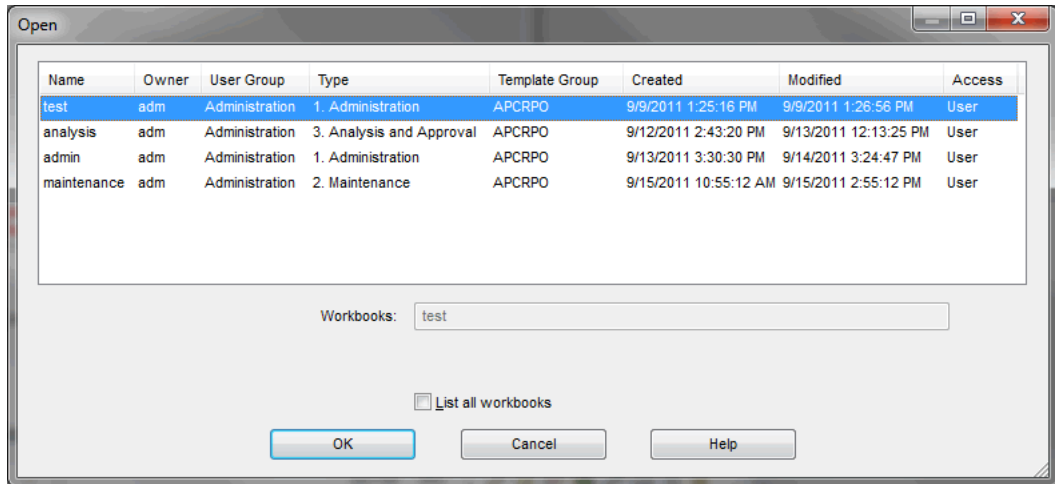 Open
Name Owner User Group Type Template Group Created Modified Access
test adm Administration 1. Administration APCRPO 9/9/2011 1:25:16 PM 9/9/2011 1:26:56 PM User
analysis adm Administration 3. Analysis and Approval APCRPO 9/12/2011 2:43:20 PM 9/13/2011 12:13:25 PM User
admin adm Administration 1. Administration APCRPO 9/13/2011 3:30:30 PM 9/14/2011 3:24:47 PM User
maintenance adm Administration 2. Maintenance APCRPO 9/15/2011 10:55:12 AM 9/15/2011 2:55:12 PM User
Workbooks: test
List all workbooks
OK Cancel Help